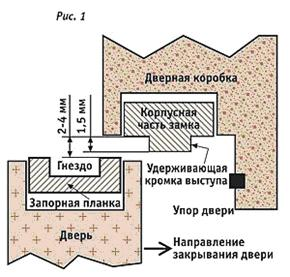 Рис. 1
Дверная коробка
2-4 мм
1,5 мм
Корпусная
часть замка
Гнездо
Удерживающая
кромка выступа
Запорная планка
Упор двери
Дверь
Направление
закрывания двери